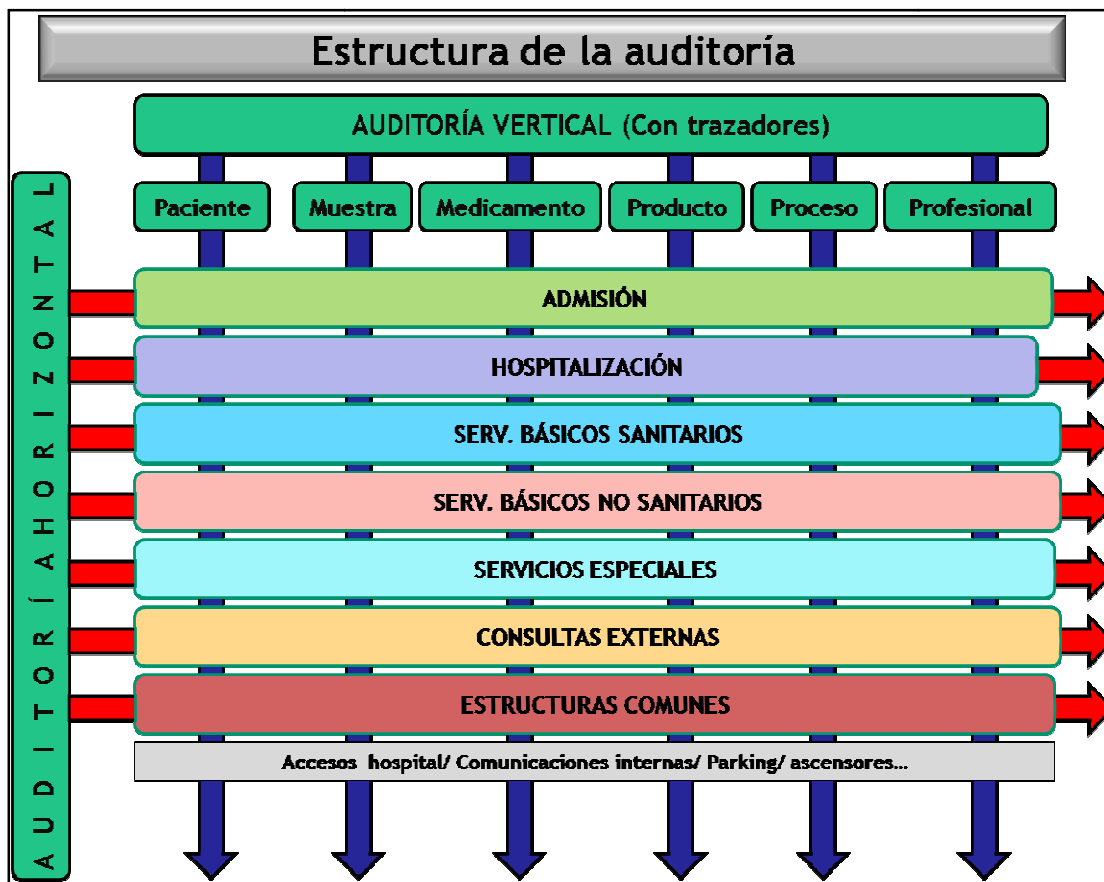 Estructura de la auditoría
AUDITORÍA VERTICAL (Con trazadores)
Paciente
Muestra
Medicamento
Producto
Proceso
Profesional
AUDITORÍA HORIZONTAL
ADMISIÓN
HOSPITALIZACIÓN
SERV. BÁSICOS SANITARIOS
SERV. BÁSICOS NO SANITARIOS
SERVICIOS ESPECIALES
CONSULTAS EXTERNAS
ESTRUCTURAS COMUNES
Accesos hospital/ Comunicaciones internas/ Parking/ ascensores...